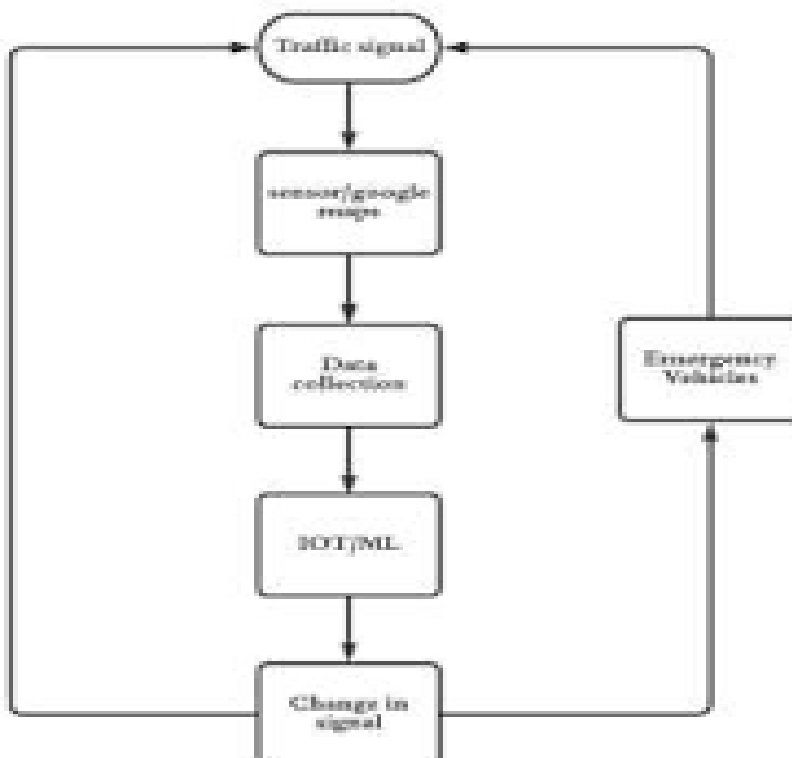 Traffic signal
sensor/google
maps
Data
collection
Emergency
Vehicles
IOT/ML
Change in
signal